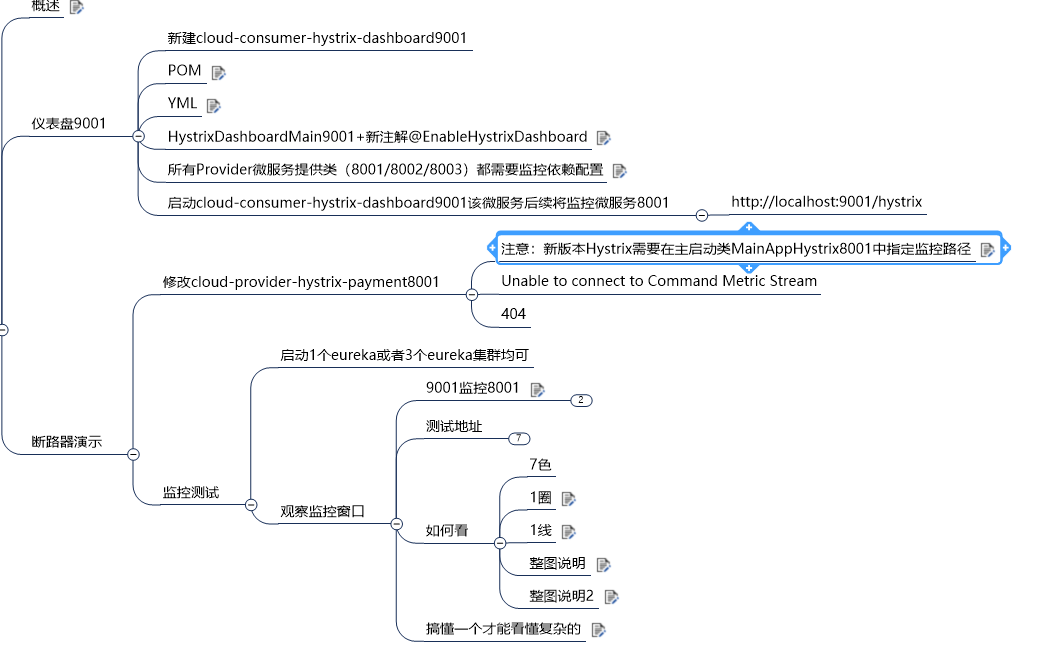 概述
仪表盘9001
新建cloud-consumer-hystrix-dashboard9001
POM
YML
HystrixDashboardMain9001+新注解@EnableHystrixDashboard
所有Provider微服务提供类（8001/8002/8003）都需要监控依赖配置
启动cloud-consumer-hystrix-dashboard9001该微服务后续将监控微服务8001
http://localhost:9001/hystrix
断路器演示
修改cloud-provider-hystrix-payment8001
注意：新版本Hystrix需要在主启动类MainAppHystrix8001中指定监控路径
Unable to connect to Command Metric Stream
404
监控测试
启动1个eureka或者3个eureka集群均可
观察监控窗口
9001监控8001
2
测试地址
7
如何看
7色
1圈
1线
整图说明
整图说明2
搞懂一个才能看懂复杂的